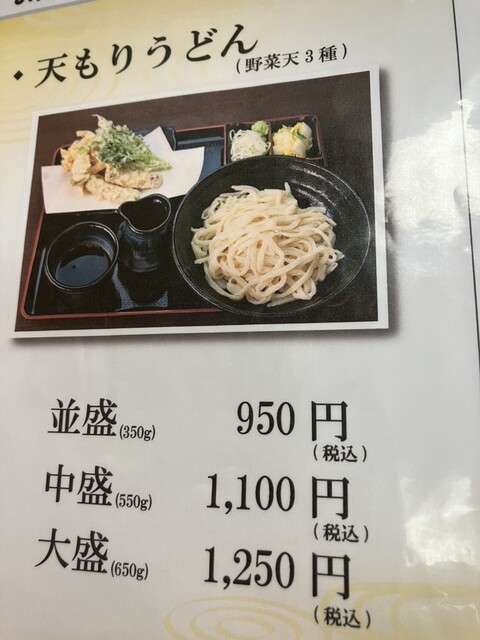 ・天もりうどん(野菜天3種)
並盛(350g) 950円(税込)
中盛(550g) 1,100円(税込)
大盛(650g) 1,250円(税込)